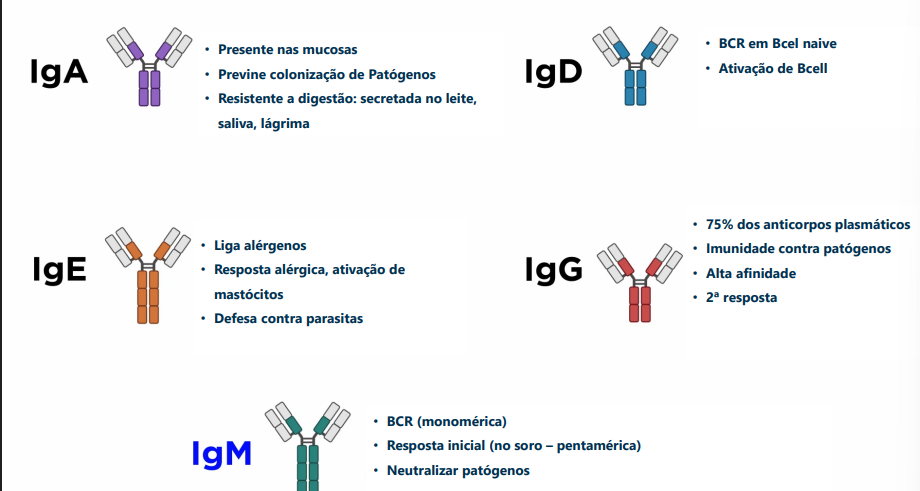 IgA
• Presente nas mucosas
• Previne colonização de Patógenos
• Resistente a digestão: secretada no leite,
saliva, lágrima
IgD
• BCR em Bcel naive
• Ativação de Bcell
IgE
• Liga alérgenos
• Resposta alérgica, ativação de
mastócitos
• Defesa contra parasitas
IgG
• 75% dos anticorpos plasmáticos
• Imunidade contra patógenos
• Alta afinidade
• 2ª resposta
IgM
• BCR (monomérica)
• Resposta inicial (no soro – pentamérica)
• Neutralizar patógenos